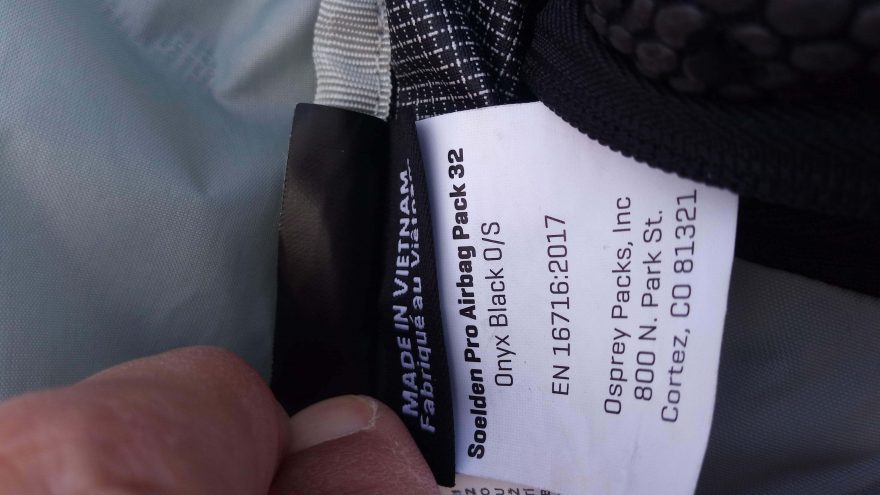 MADE IN VIETNAM
Fabriqué au
Soelden Pro Airbag Pack 32
Onyx Black O/S
EN 16716:2017
Osprey Packs, Inc
800 N. Park St.
Cortez, CO 81321